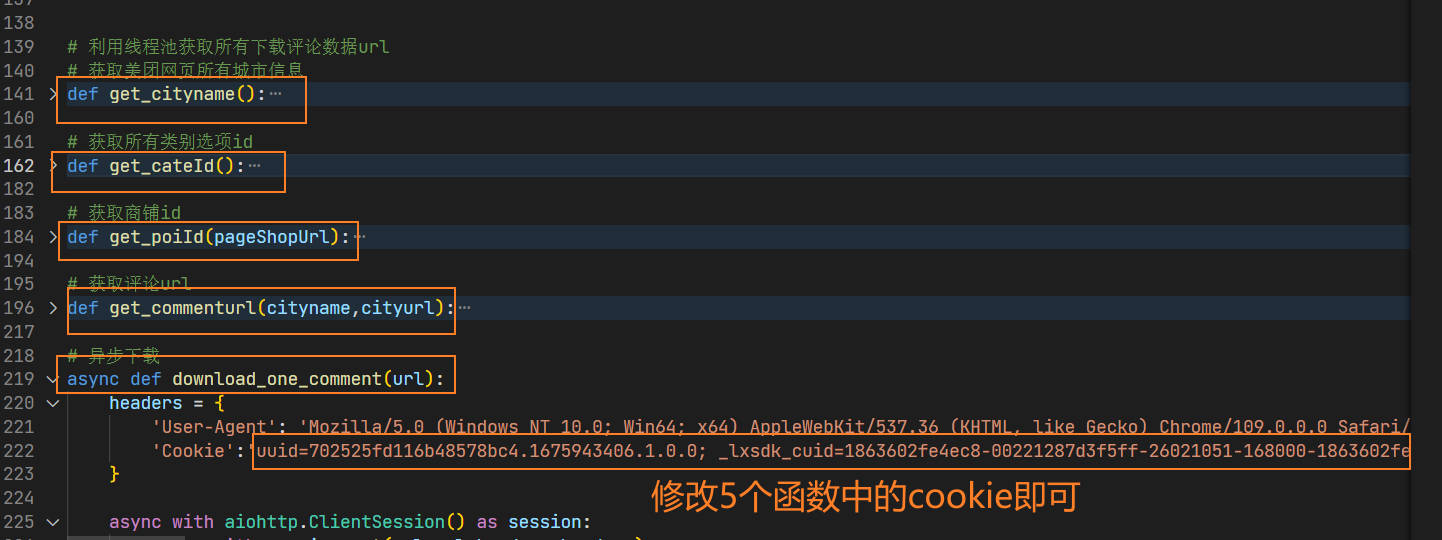 138
139 # 利用线程池获取所有下载评论数据url
140 # 获取美团网页所有城市信息
141 def get_cityname():…
160
161 # 获取所有类别选项id
162 def get_cateId():…
182
183 # 获取商铺id
184 def get_poiId(pageShopUrl):…
194
195 # 获取评论url
196 def get_commenturl(cityname,cityurl):…
217
218 # 异步下载
219 async def download_one_comment(url):
220 headers = {
221 'User-Agent': 'Mozilla/5.0 (Windows NT 10.0; Win64; x64) AppleWebKit/537.36 (KHTML, like Gecko) Chrome/109.0.0.0 Safari/
222 'Cookie':'uuid=702525fd116b48578bc4.1675943406.1.0.0; _lxsdk_cuid=1863602fe4ec8-00221287d3f5ff-26021051-168000-1863602fe
223 }
修改5个函数中的cookie即可
224
225 async with aiohttp.ClientSession() as session: